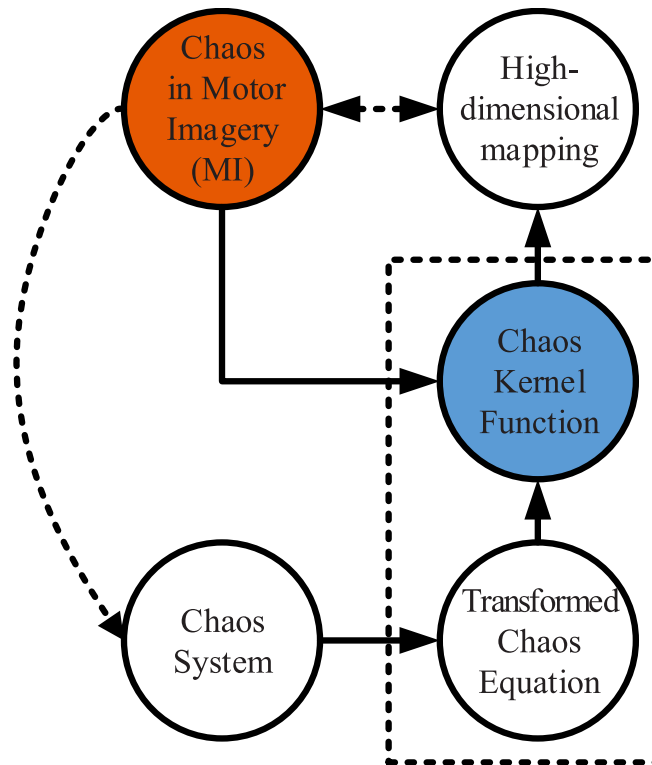 Chaos
in Motor
Imagery
(MI)
High-
dimensional
mapping
Chaos
Kernel
Function
Chaos
System
Transformed
Chaos
Equation